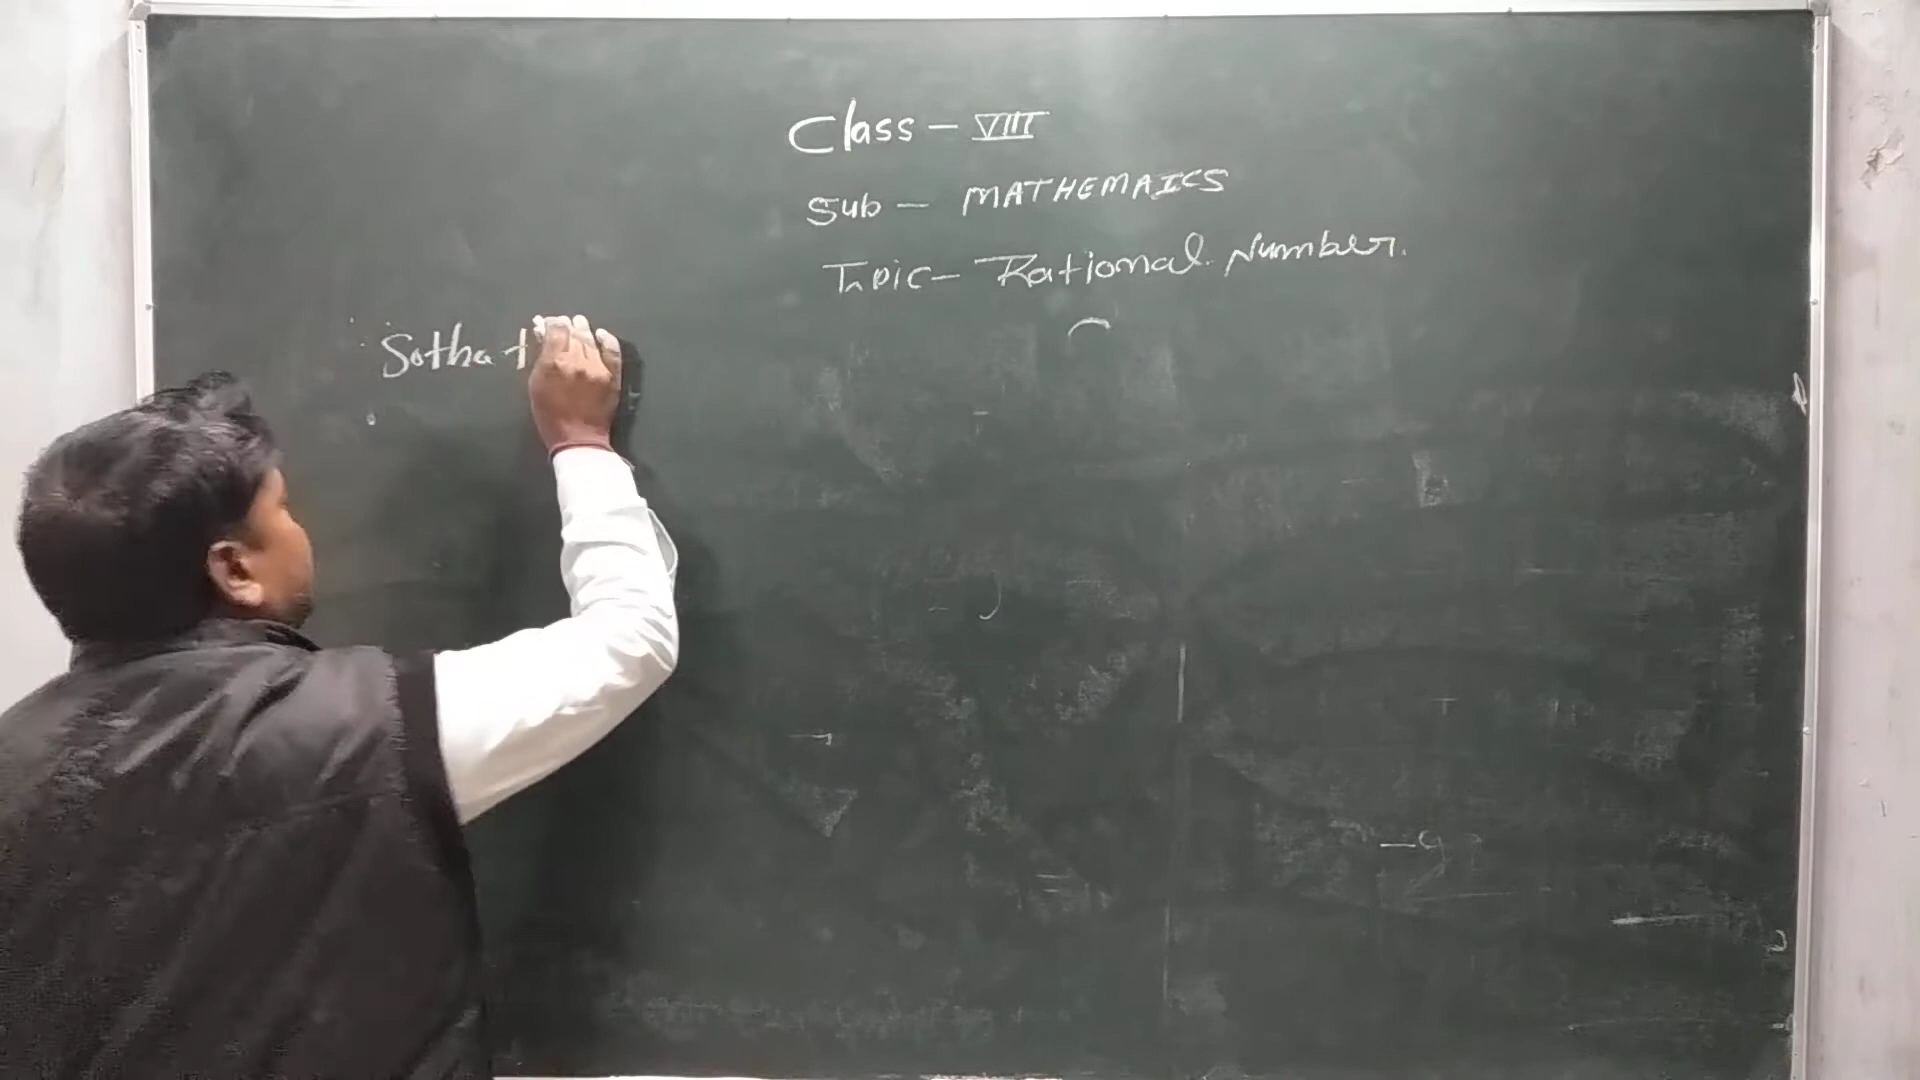 Class - VIII
Sub - MATHEMAICS
Topic - Rational Number.
Sotha t